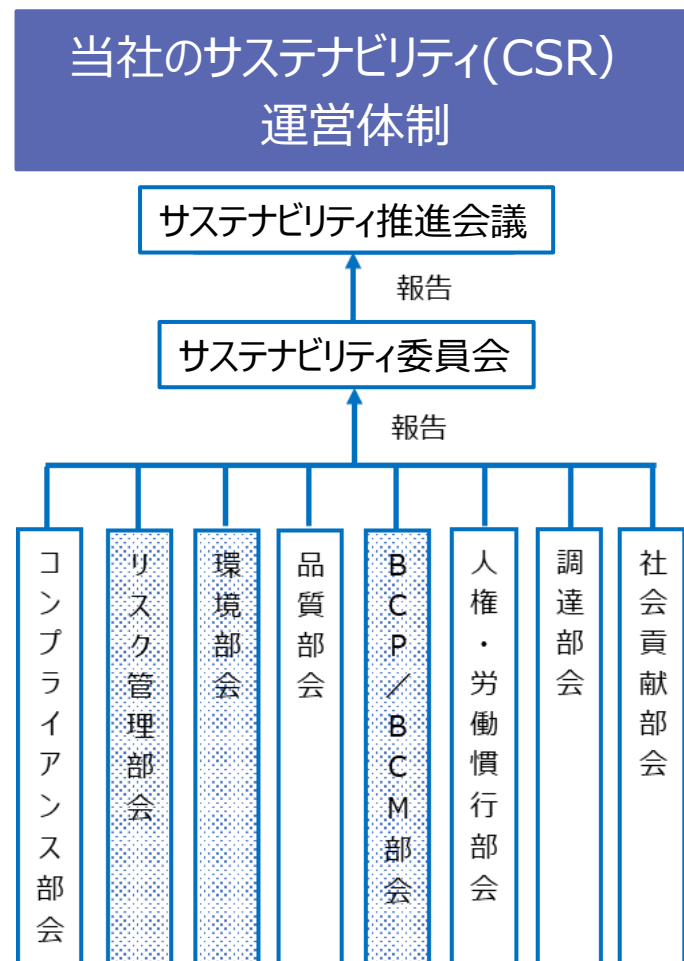 当社のサステナビリティ(CSR)
運営体制
サステナビリティ推進会議
報告
サステナビリティ委員会
報告
コンプライアンス部会
リスク管理部会
環境部会
品質部会
BCP/BCM部会
人権・労働慣行部会
調達部会
社会貢献部会